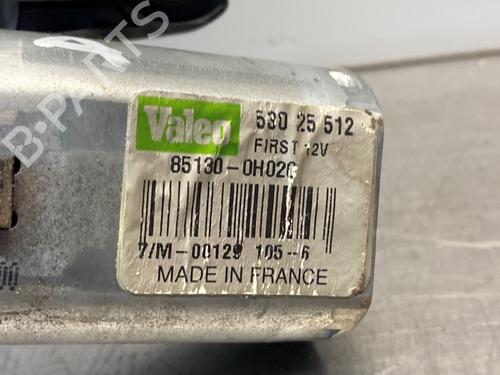 Valeo
530 25 512
FIRST 12V
85130-0H020
7/M-00129 105-6
MADE IN FRANCE
B-PARTS